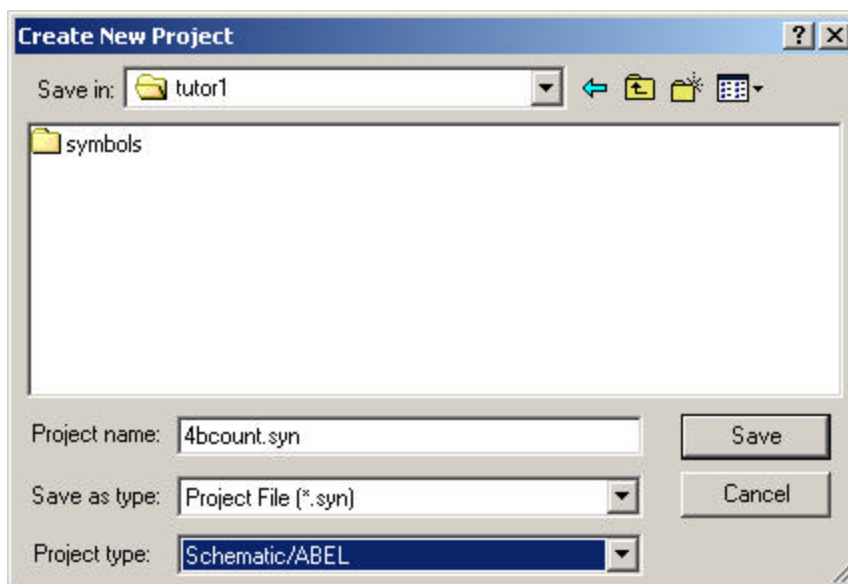 Create New Project
Save in: tutor1
symbols
Project name: 4bcount.syn Save
Save as type: Project File (*.syn) Cancel
Project type: Schematic/ABEL